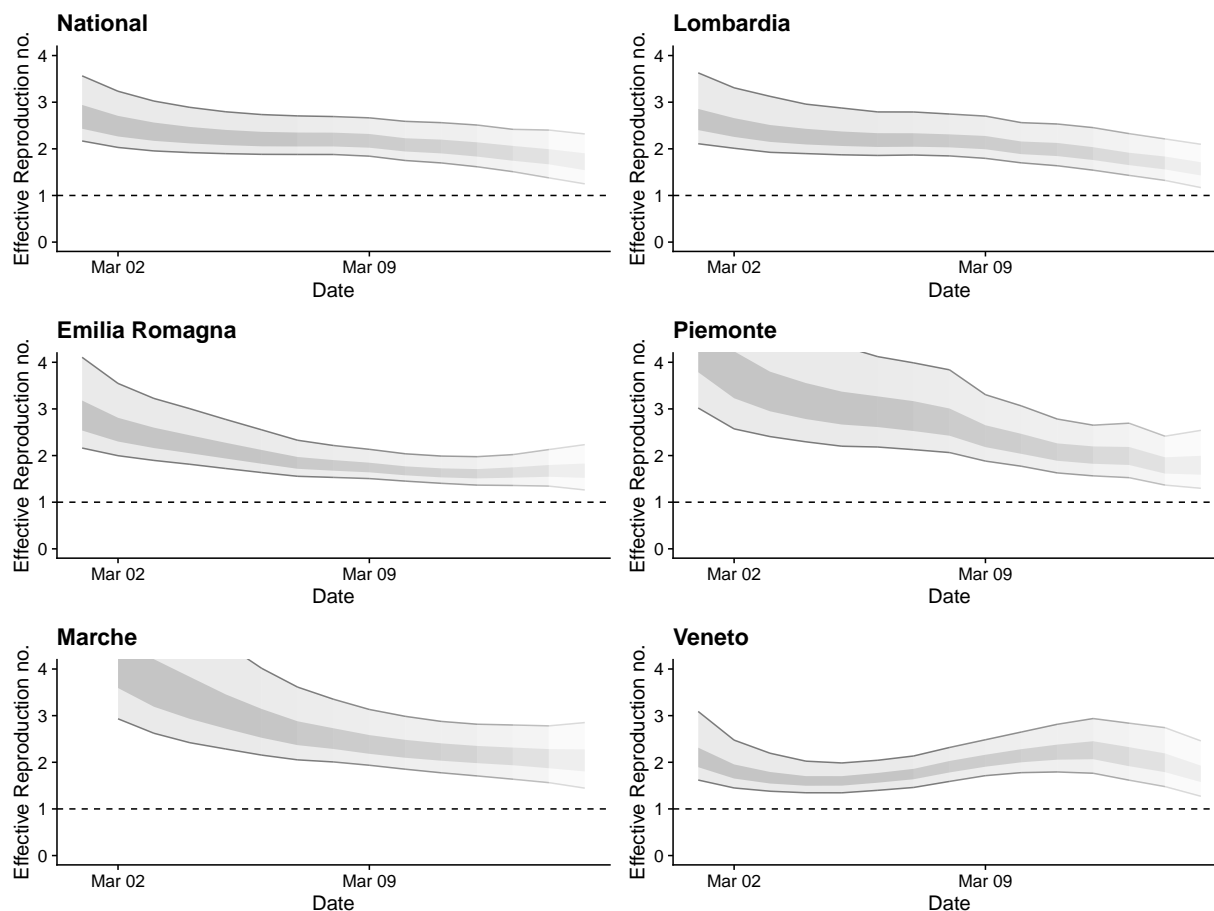 National
Effective Reproduction no.
4
3
2
1
0
Mar 02
Mar 09
Date
Lombardia
Effective Reproduction no.
4
3
2
1
0
Mar 02
Mar 09
Date
Emilia Romagna
Effective Reproduction no.
4
3
2
1
0
Mar 02
Mar 09
Date
Piemonte
Effective Reproduction no.
4
3
2
1
0
Mar 02
Mar 09
Date
Marche
Effective Reproduction no.
4
3
2
1
0
Mar 02
Mar 09
Date
Veneto
Effective Reproduction no.
4
3
2
1
0
Mar 02
Mar 09
Date